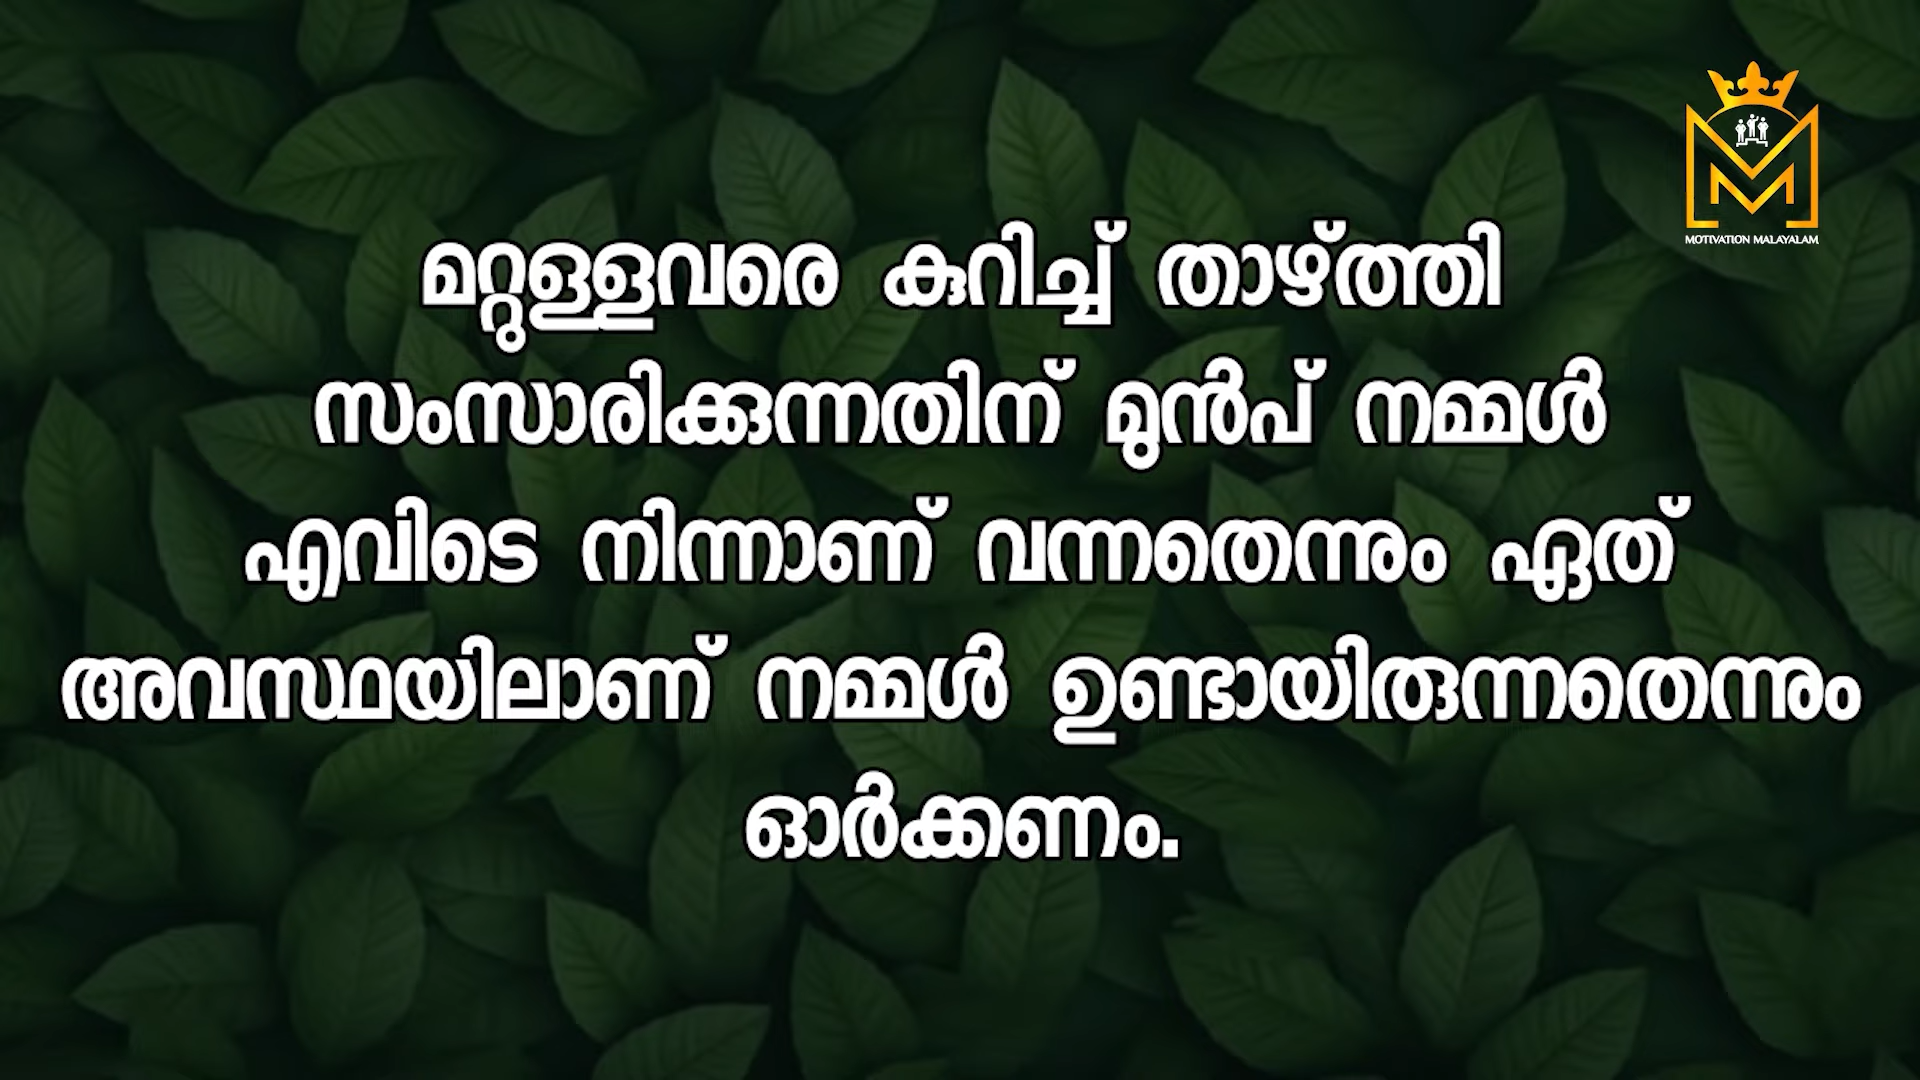 MOTIVATION MALAYALAM
മറ്റുള്ളവരെ കുറിച്ച് താഴ്ത്തി
സംസാരിക്കുന്നതിന് മുൻപ് നമ്മൾ
എവിടെ നിന്നാണ് വന്നതെന്നും ഏത്
അവസ്ഥയിലാണ് നമ്മൾ ഉണ്ടായിരുന്നതെന്നും
ഓർക്കണം.